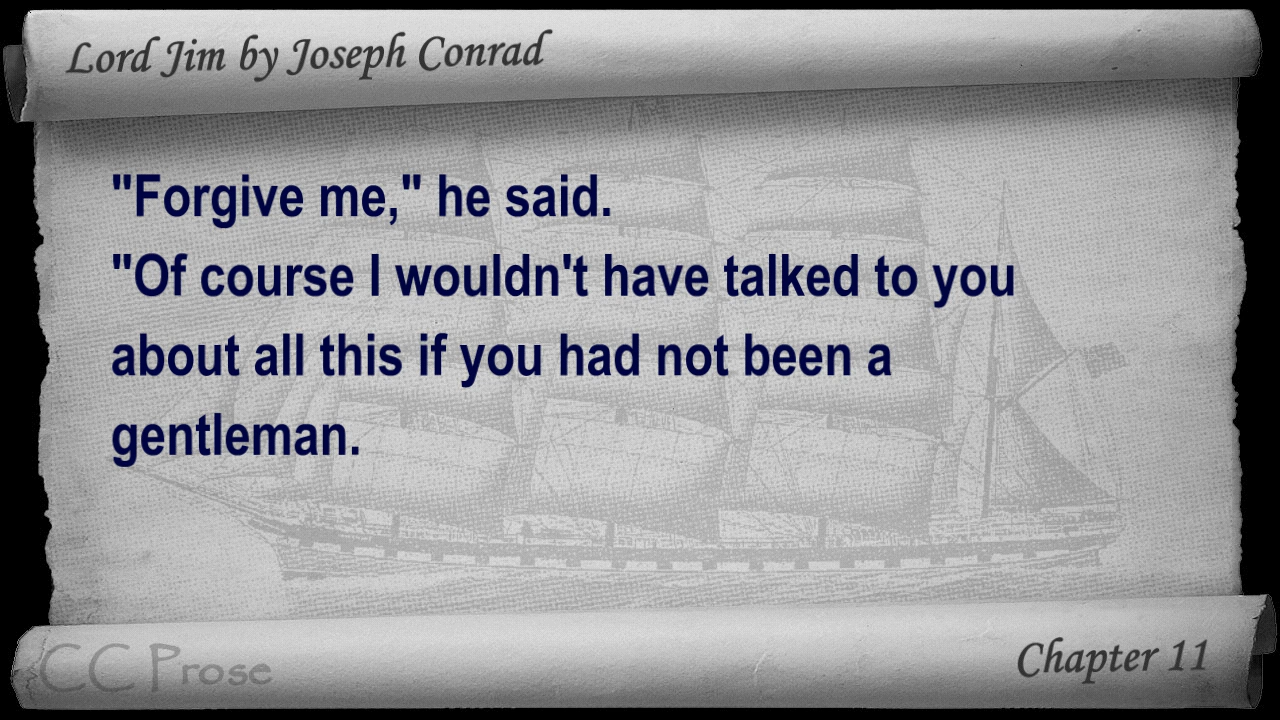 Lord Jim by Joseph Conrad
"Forgive me," he said.
"Of course I wouldn't have talked to you
about all this if you had not been a
gentleman.
CC Prose
Chapter 11